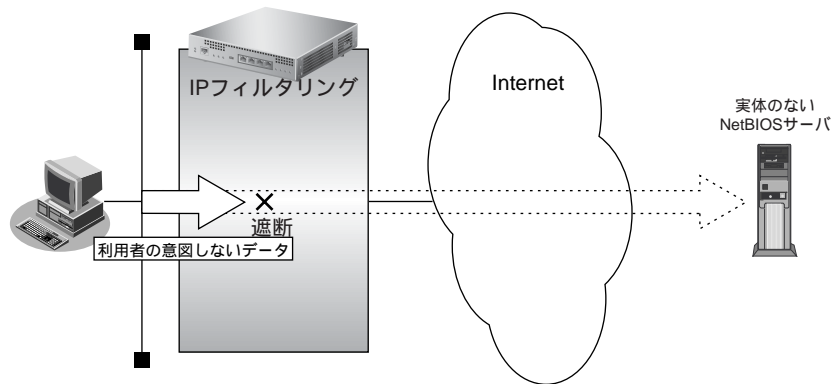 IPフィルタリング
Internet
実体のない
NetBIOSサーバ
遮断
利用者の意図しないデータ